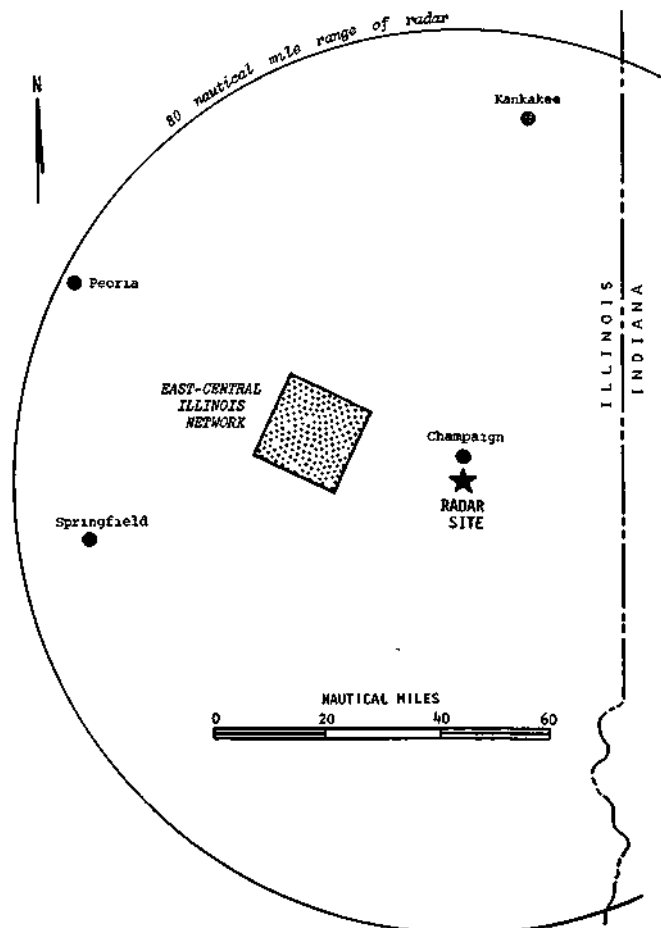 80 nautical mile range of radar
N
Kankakee
Peoria
ILLINOIS
INDIANA
EAST-CENTRAL
ILLINOIS
NETWORK
Champaign
RADAR
SITE
Springfield
NAUTICAL MILES
0 20 40 60